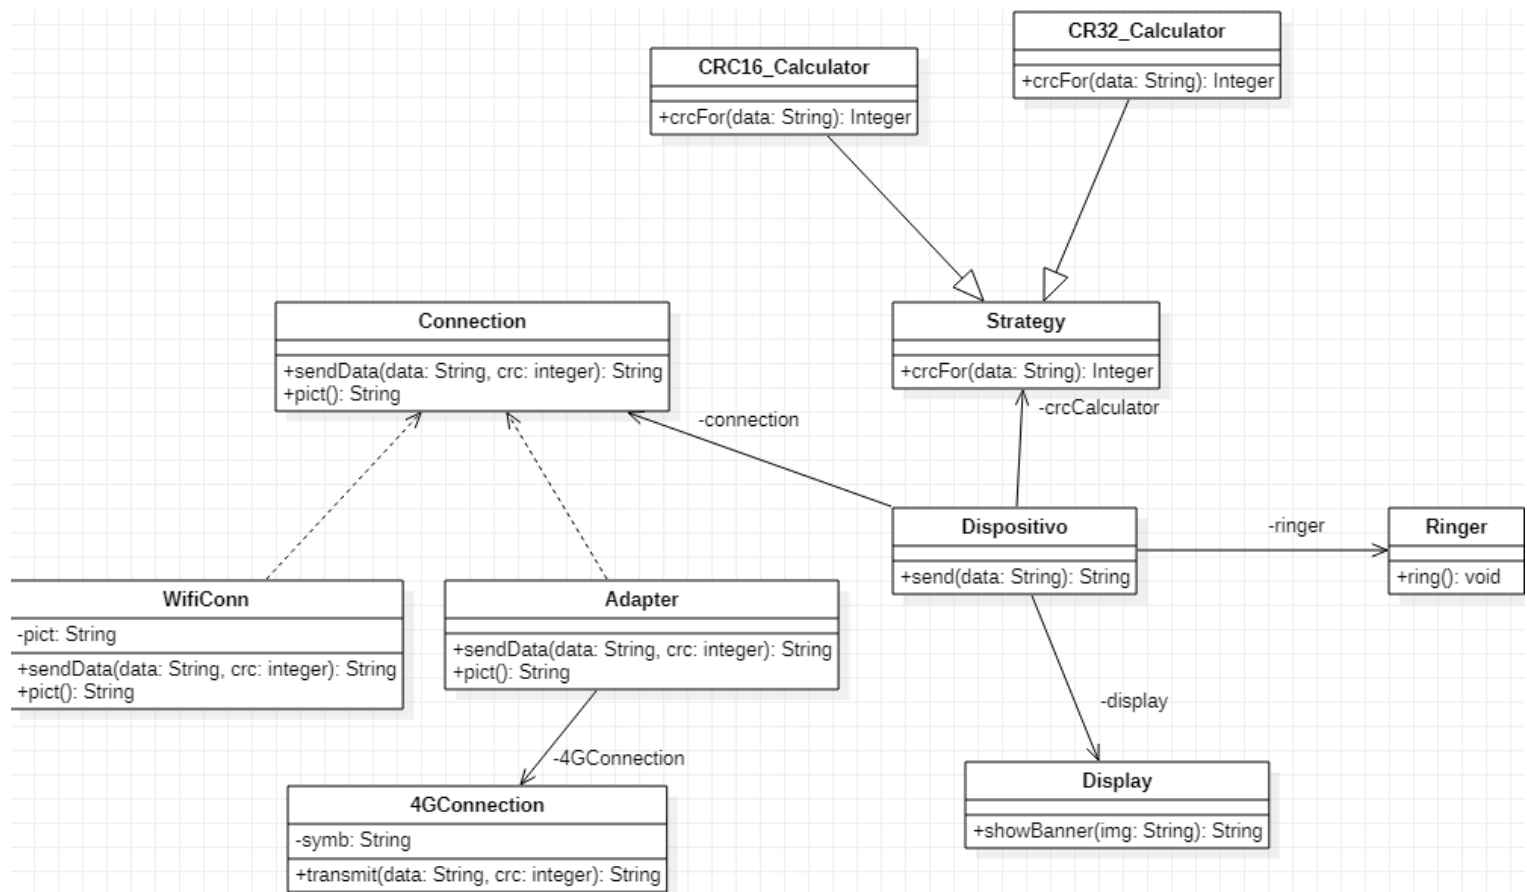 CR32_Calculator
+crcFor(data: String): Integer
CRC16_Calculator
+crcFor(data: String): Integer
Connection
+sendData(data: String, crc: integer): String
+pict(): String
Strategy
+crcFor(data: String): Integer
-crcCalculator
-connection
Dispositivo
+send(data: String): String
-ringer
Ringer
+ring(): void
WifiConn
-pict: String
+sendData(data: String, crc: integer): String
+pict(): String
Adapter
+sendData(data: String, crc: integer): String
+pict(): String
-display
-4GConnection
Display
+showBanner(img: String): String
4GConnection
-symb: String
+transmit(data: String, crc: integer): String